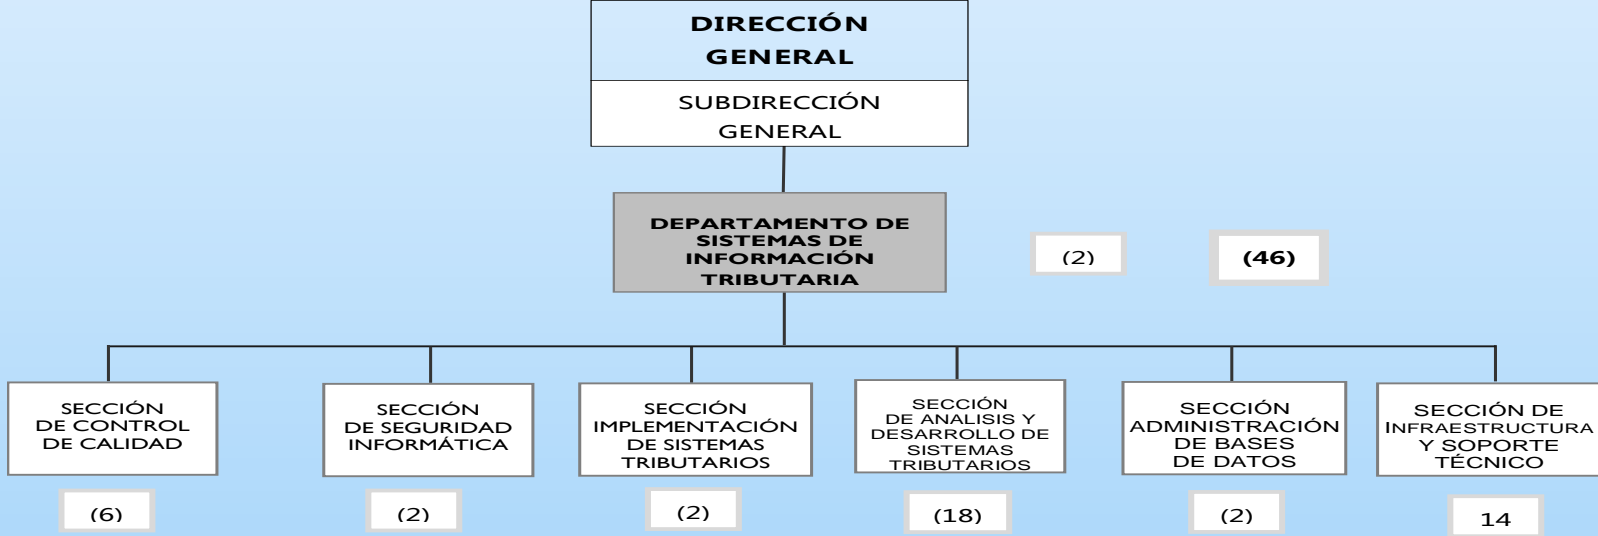 DIRECCIÓN
GENERAL
SUBDIRECCIÓN
GENERAL
DEPARTAMENTO DE
SISTEMAS DE
INFORMACIÓN
TRIBUTARIA
(2)
(46)
SECCIÓN
DE CONTROL
DE CALIDAD
SECCIÓN
DE SEGURIDAD
INFORMÁTICA
SECCIÓN
IMPLEMENTACIÓN
DE SISTEMAS
TRIBUTARIOS
SECCIÓN
DE ANALISIS Y
DESARROLLO DE
SISTEMAS
TRIBUTARIOS
SECCIÓN
ADMINISTRACIÓN
DE BASES
DE DATOS
SECCIÓN DE
INFRAESTRUCTURA
Y SOPORTE
TÉCNICO
(6)
(2)
(2)
(18)
(2)
14